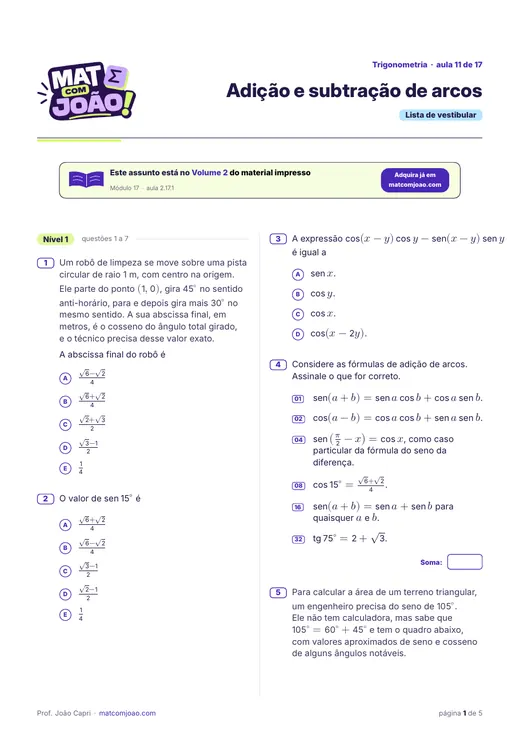 MAT
COM
JOÃO!
Σ
Trigonometria · aula 11 de 17
Adição e subtração de arcos
Lista de vestibular
Este assunto está no Volume 2 do material impresso
Módulo 17 · aula 2.17.1
Adquira já em
matcomjoao.com
Nível 1 questões 1 a 7
1 Um robô de limpeza se move sobre uma pista
circular de raio 1 m, com centro na origem.
Ele parte do ponto (1, 0), gira 45° no sentido
anti-horário, para e depois gira mais 30° no
mesmo sentido. A sua abscissa final, em
metros, é o cosseno do ângulo total girado,
e o técnico precisa desse valor exato.
A abscissa final do robô é
A (√6−√2)/4
B (√6+√2)/4
C (√2+√3)/2
D (√3−1)/2
E 1/4
2 O valor de sen 15° é
A (√6+√2)/4
B (√6−√2)/4
C (√3−1)/2
D (√2−1)/2
E 1/4
3 A expressão cos(x − y) cos y − sen(x − y) sen y
é igual a
A sen x.
B cos y.
C cos x.
D cos(x − 2y).
4 Considere as fórmulas de adição de arcos.
Assinale o que for correto.
01 sen(a + b) = sen a cos b + cos a sen b.
02 cos(a − b) = cos a cos b + sen a sen b.
04 sen (π/2 − x) = cos x, como caso
particular da fórmula do seno da
diferença.
08 cos 15° = (√6+√2)/4.
16 sen(a + b) = sen a + sen b para
quaisquer a e b.
32 tg 75° = 2 + √3.
Soma:
5 Para calcular a área de um terreno triangular,
um engenheiro precisa do seno de 105°.
Ele não tem calculadora, mas sabe que
105° = 60° + 45° e tem o quadro abaixo,
com valores aproximados de seno e cosseno
de alguns ângulos notáveis.
Prof. João Capri · matcomjoao.com
página 1 de 5